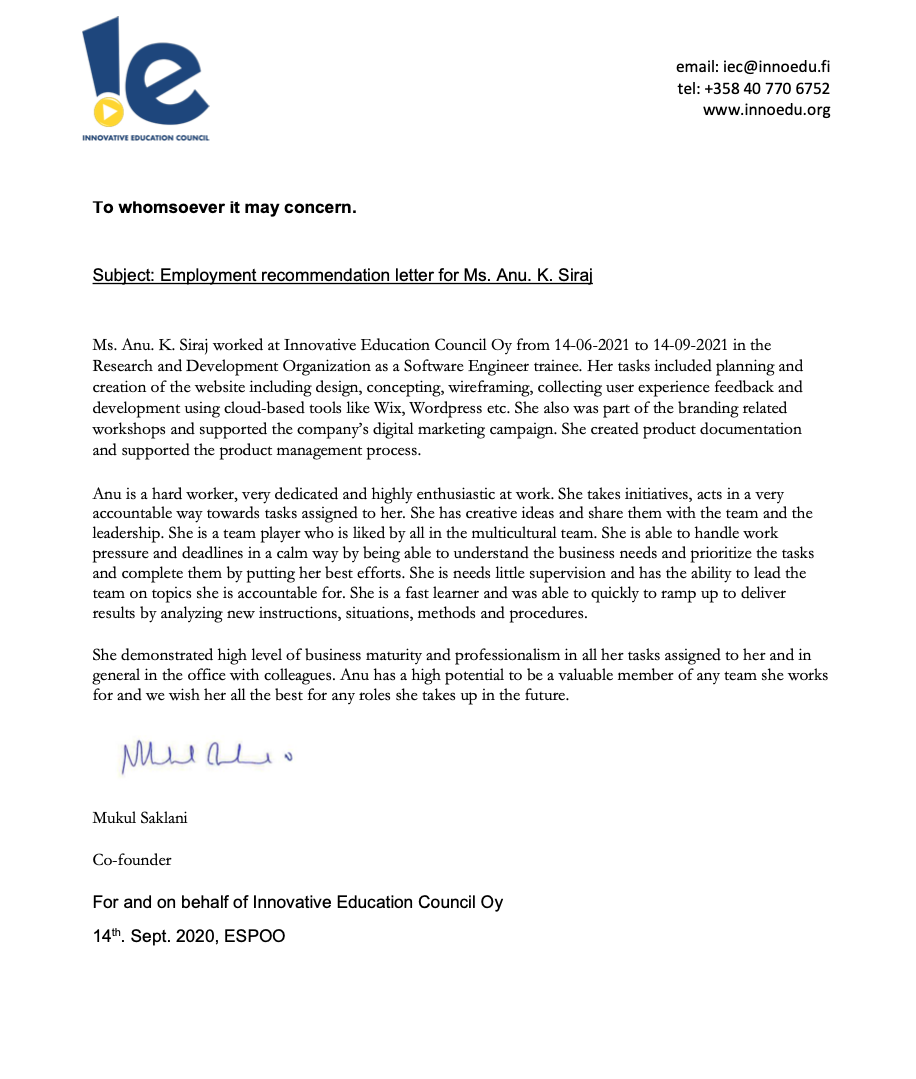 !e
INNOVATIVE EDUCATION COUNCIL
email: iec@innoedu.fi
tel: +358 40 770 6752
www.innoedu.org
To whomsoever it may concern.
Subject: Employment recommendation letter for Ms. Anu. K. Siraj
Ms. Anu. K. Siraj worked at Innovative Education Council Oy from 14-06-2021 to 14-09-2021 in the
Research and Development Organization as a Software Engineer trainee. Her tasks included planning and
creation of the website including design, concepting, wireframing, collecting user experience feedback and
development using cloud-based tools like Wix, Wordpress etc. She also was part of the branding related
workshops and supported the company’s digital marketing campaign. She created product documentation
and supported the product management process.
Anu is a hard worker, very dedicated and highly enthusiastic at work. She takes initiatives, acts in a very
accountable way towards tasks assigned to her. She has creative ideas and share them with the team and the
leadership. She is a team player who is liked by all in the multicultural team. She is able to handle work
pressure and deadlines in a calm way by being able to understand the business needs and prioritize the tasks
and complete them by putting her best efforts. She is needs little supervision and has the ability to lead the
team on topics she is accountable for. She is a fast learner and was able to quickly to ramp up to deliver
results by analyzing new instructions, situations, methods and procedures.
She demonstrated high level of business maturity and professionalism in all her tasks assigned to her and in
general in the office with colleagues. Anu has a high potential to be a valuable member of any team she works
for and we wish her all the best for any roles she takes up in the future.
Mukul Saklani
Co-founder
For and on behalf of Innovative Education Council Oy
14th. Sept. 2020, ESPOO